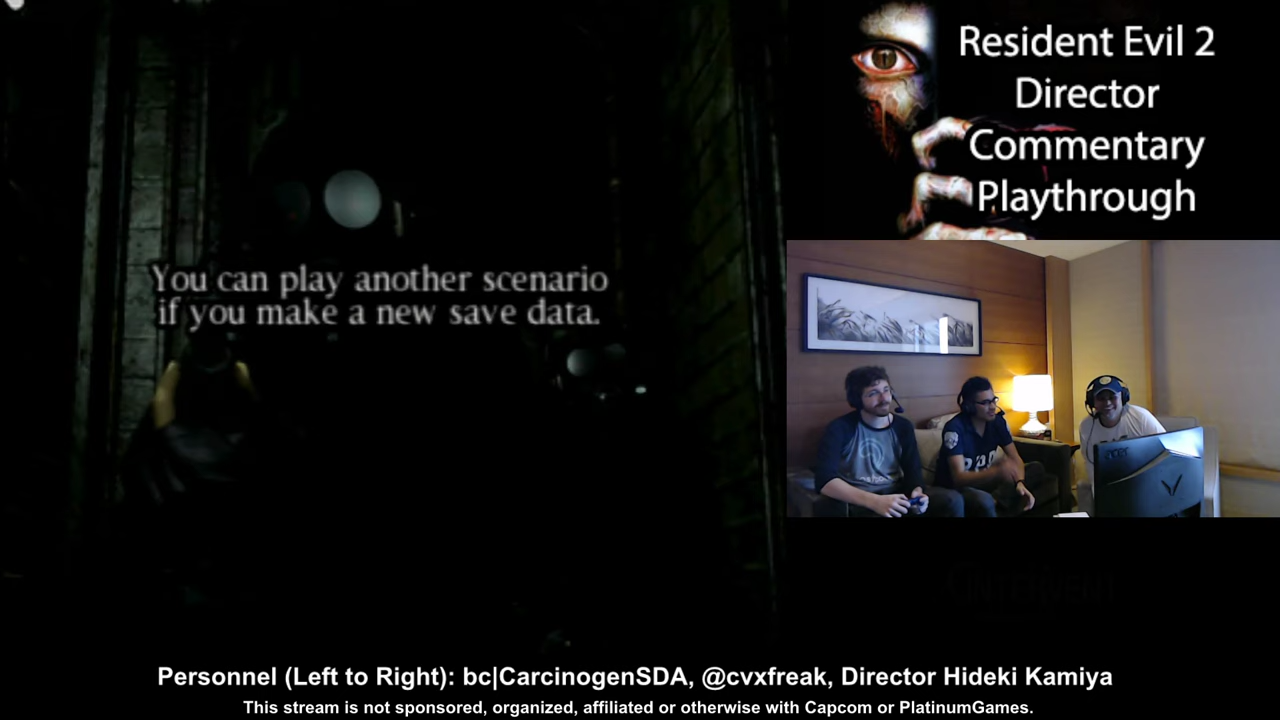 Resident Evil 2
Director
Commentary
Playthrough
You can play another scenario
if you make a new save data.
acer
Personnel (Left to Right): bc|CarcinogenSDA, @cvxfreak, Director Hideki Kamiya
This stream is not sponsored, organized, affiliated or otherwise with Capcom or PlatinumGames.